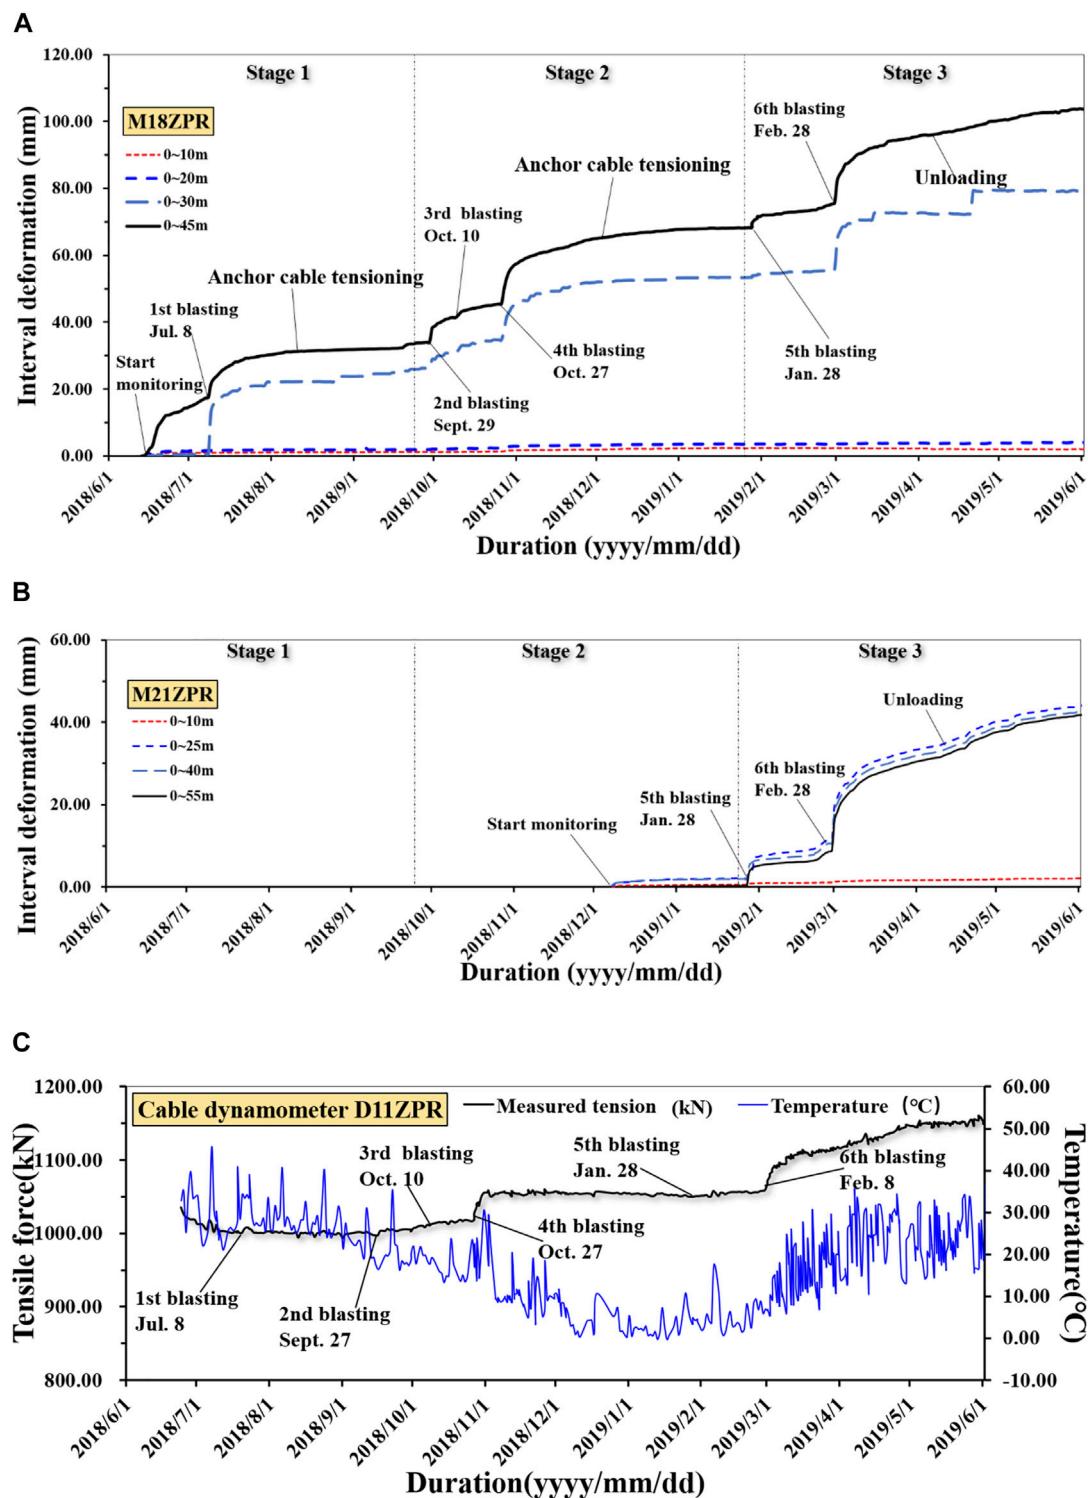 A
120.00
100.00
80.00
60.00
40.00
20.00
0.00
Interval deformation (mm)
Stage 1
Stage 2
Stage 3
M18ZPR
0~10m
0~20m
0~30m
0~45m
Start
monitoring
1st blasting
Jul. 8
Anchor cable tensioning
3rd blasting
Oct. 10
2nd blasting
Sept. 29
Anchor cable tensioning
4th blasting
Oct. 27
6th blasting
Feb. 28
5th blasting
Jan. 28
Unloading
2018/6/1
2018/7/1
2018/8/1
2018/9/1
2018/10/1
2018/11/1
2018/12/1
2019/1/1
2019/2/1
2019/3/1
2019/4/1
2019/5/1
2019/6/1
Duration (yyyy/mm/dd)
B
60.00
40.00
20.00
0.00
Interval deformation (mm)
Stage 1
Stage 2
Stage 3
M21ZPR
0~10m
0~25m
0~40m
0~55m
Start monitoring
5th blasting
Jan. 28
6th blasting
Feb. 28
Unloading
2018/6/1
2018/7/1
2018/8/1
2018/9/1
2018/10/1
2018/11/1
2018/12/1
2019/1/1
2019/2/1
2019/3/1
2019/4/1
2019/5/1
2019/6/1
Duration (yyyy/mm/dd)
C
1200.00
1100.00
1000.00
900.00
800.00
Tensile force(kN)
Cable dynamometer D11ZPR
Measured tension (kN)
Temperature (°C)
1st blasting
Jul. 8
2nd blasting
Sept. 27
3rd blasting
Oct. 10
4th blasting
Oct. 27
5th blasting
Jan. 28
6th blasting
Feb. 8
60.00
50.00
40.00
30.00
20.00
10.00
0.00
-10.00
Temperature(°C)
2018/6/1
2018/7/1
2018/8/1
2018/9/1
2018/10/1
2018/11/1
2018/12/1
2019/1/1
2019/2/1
2019/3/1
2019/4/1
2019/5/1
2019/6/1
Duration(yyyy/mm/dd)